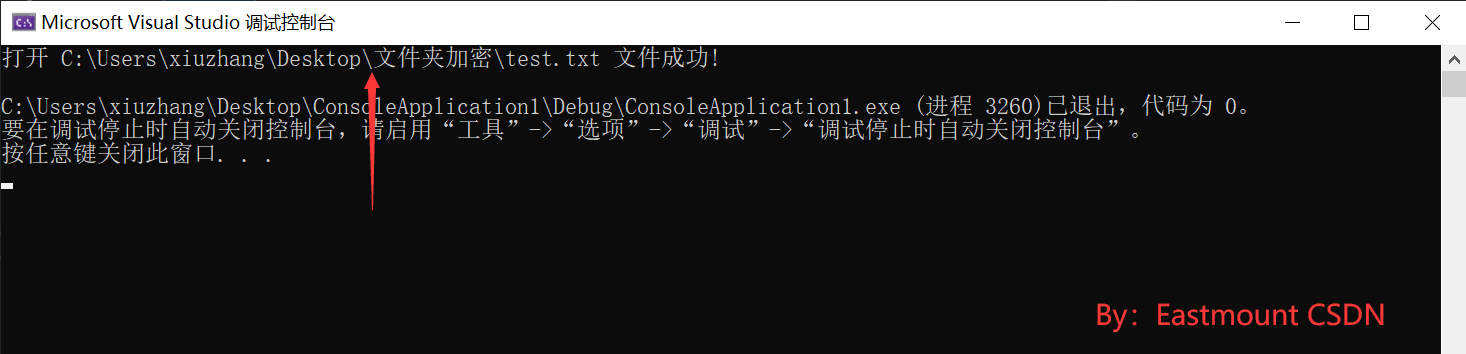 Microsoft Visual Studio 调试控制台
打开 C:\Users\xiuzhang\Desktop\文件夹加密\test.txt 文件成功!
C:\Users\xiuzhang\Desktop\ConsoleApplication1\Debug\ConsoleApplication1.exe (进程 3260)已退出，代码为 0。
要在调试停止时自动关闭控制台，请启用“工具”->“选项”->“调试”->“调试停止时自动关闭控制台”。
按任意键关闭此窗口. . .
By：Eastmount CSDN